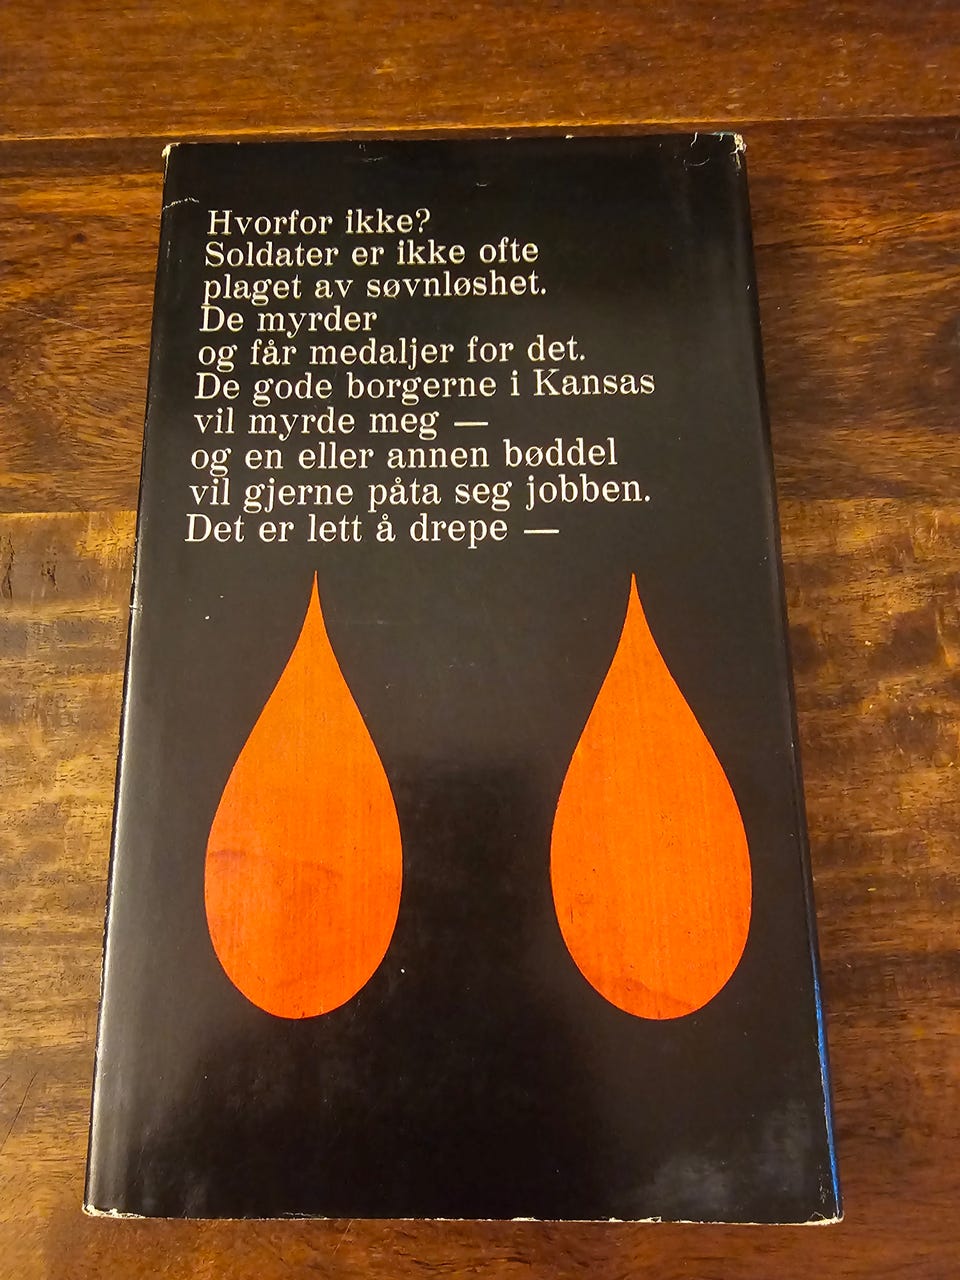 Hvorfor ikke?
Soldater er ikke ofte
plaget av søvnløshet.
De myrder
og får medaljer for det.
De gode borgerne i Kansas
vil myrde meg —
og en eller annen bøddel
vil gjerne påta seg jobben.
Det er lett å drepe —